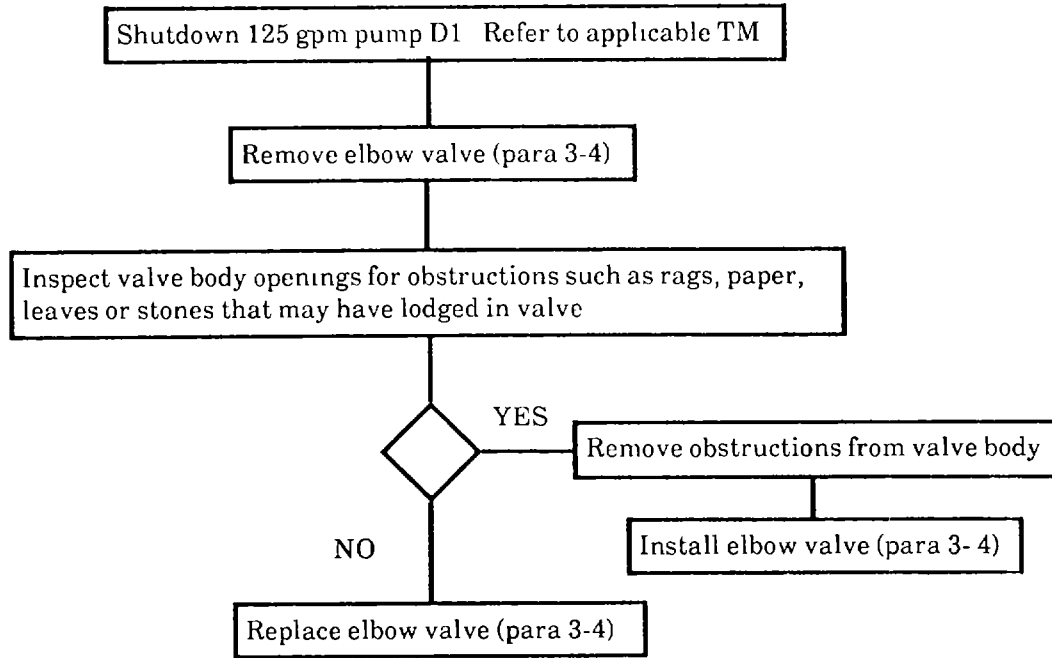 Shutdown 125 gpm pump D1 Refer to applicable TM
Remove elbow valve (para 3-4)
Inspect valve body openings for obstructions such as rags, paper,
leaves or stones that may have lodged in valve
YES
Remove obstructions from valve body
Install elbow valve (para 3- 4)
NO
Replace elbow valve (para 3-4)